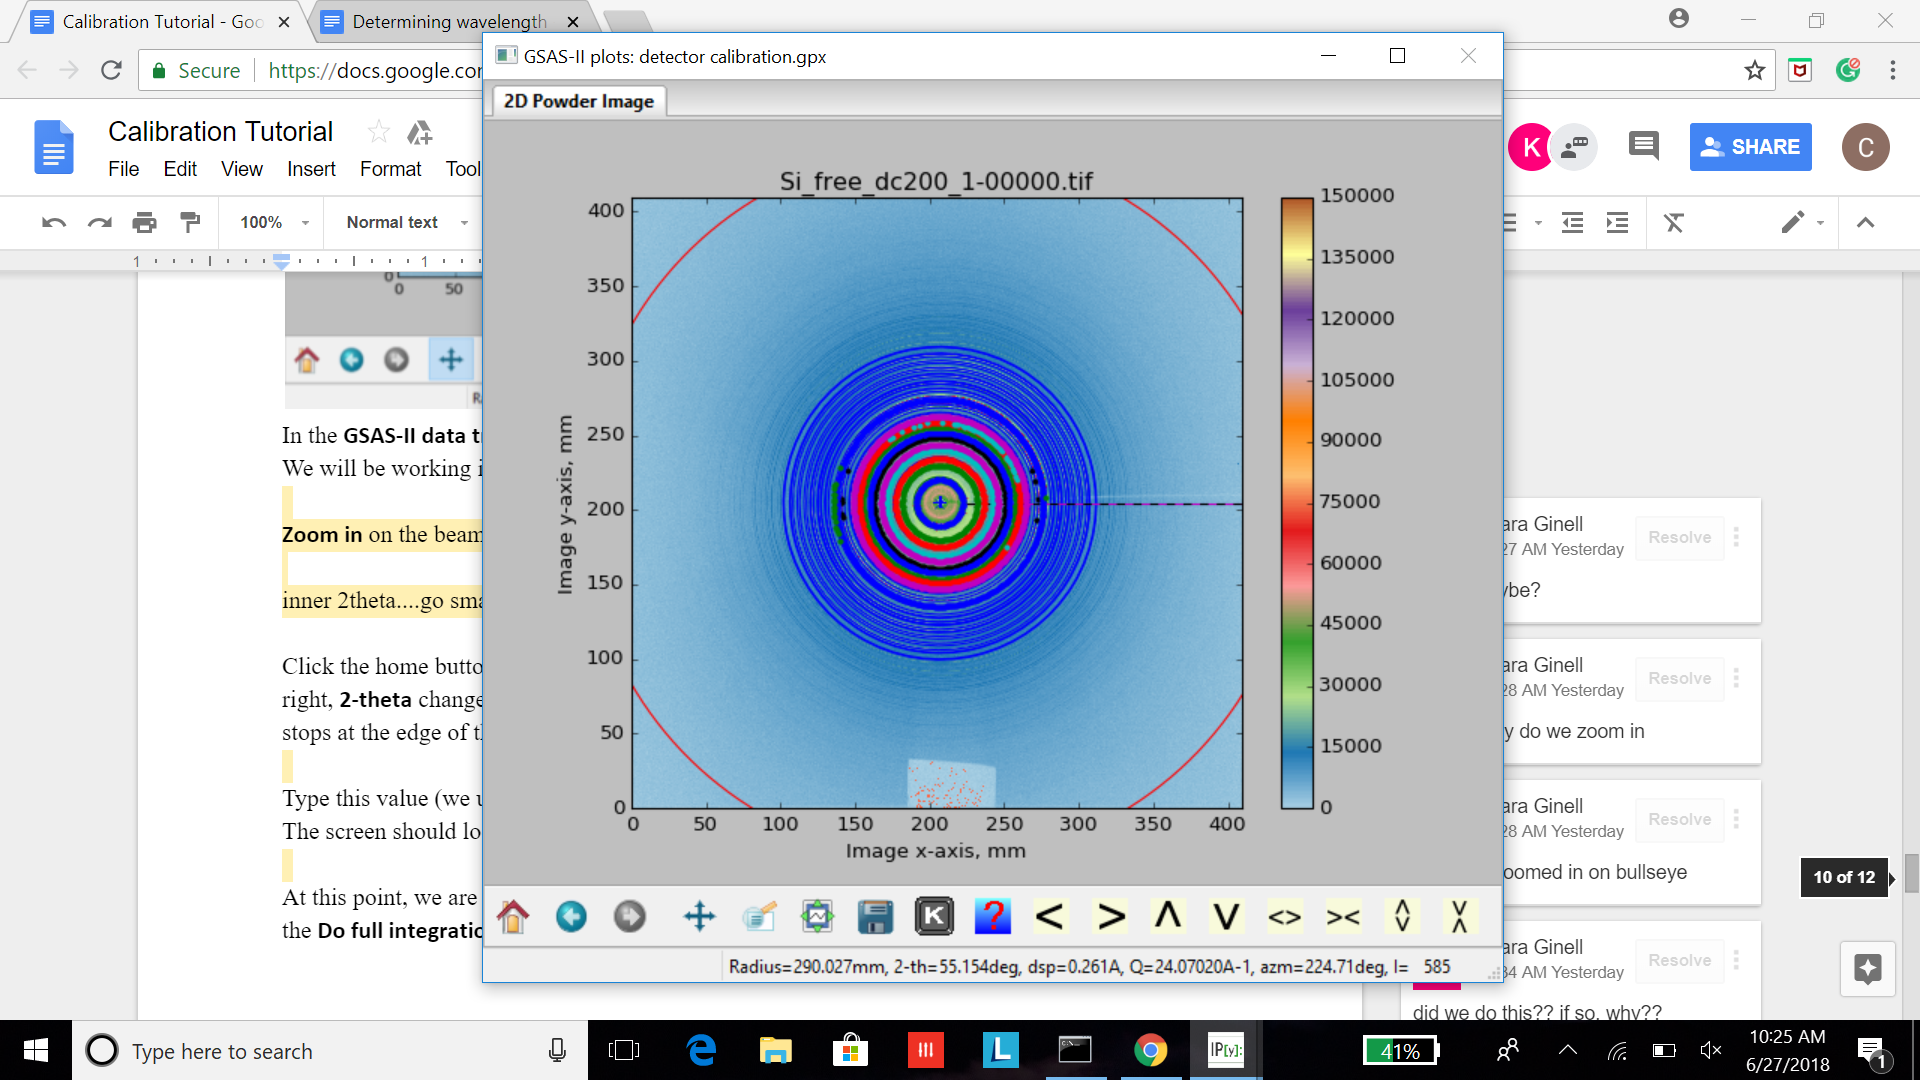 Calibration Tutorial - Goo
Determining wavelength
Secure
https://docs.google.com
GSAS-II plots: detector calibration.gpx
2D Powder Image
Calibration Tutorial
File Edit View Insert Format Tool
K
SHARE
C
100%
Normal text
1 1
0
0 50
In the GSAS-II data t
We will be working i
Zoom in on the beam
inner 2theta....go sma
Click the home butto
right, 2-theta change
stops at the edge of t
Type this value (we u
The screen should lo
At this point, we are
the Do full integratio
Si_free_dc200_1-00000.tif
400
350
300
250
200
150
100
50
0
Image y-axis, mm
0 50 100 150 200 250 300 350 400
Image x-axis, mm
150000
135000
120000
105000
90000
75000
60000
45000
30000
15000
0
K ? < > Λ V <> ><
Radius=290.027mm, 2-th=55.154deg, dsp=0.261A, Q=24.07020A-1, azm=224.71deg, I= 585
ara Ginell
27 AM Yesterday
Resolve
ybe?
ara Ginell
28 AM Yesterday
Resolve
y do we zoom in
ara Ginell
28 AM Yesterday
Resolve
oomed in on bullseye
10 of 12
ara Ginell
34 AM Yesterday
Resolve
did we do this?? if so, why??
Type here to search
L
IP[y]:
41%
10:25 AM
6/27/2018
1